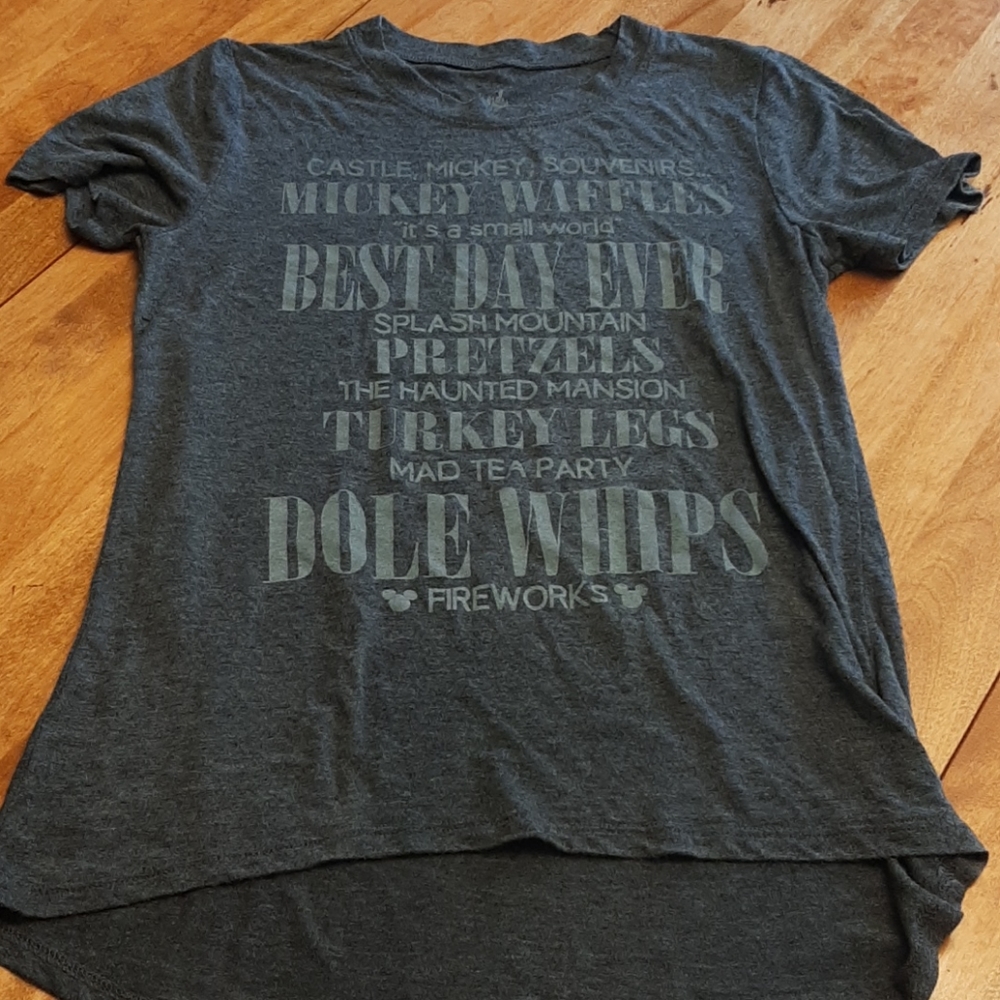 CASTLE, MICKEY, SOUVENIRS...
MICKEY WAFFLES
"it's a small world"
BEST DAY EVER
SPLASH MOUNTAIN
PRETZELS
THE HAUNTED MANSION
TURKEY LEGS
MAD TEA PARTY
DOLE WHIPS
FIREWORKS